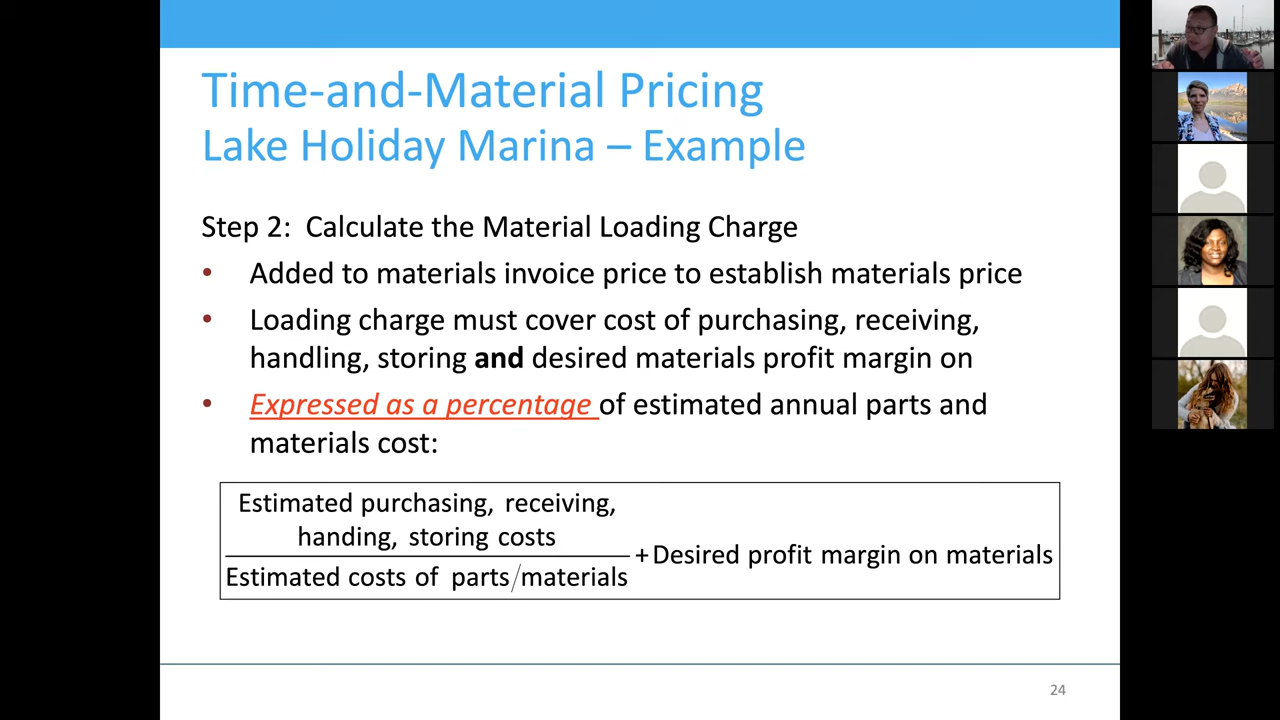 Time-and-Material Pricing
Lake Holiday Marina – Example
Step 2: Calculate the Material Loading Charge
• Added to materials invoice price to establish materials price
• Loading charge must cover cost of purchasing, receiving,
handling, storing and desired materials profit margin on
• Expressed as a percentage of estimated annual parts and
materials cost:
Estimated purchasing, receiving,
handing, storing costs
Estimated costs of parts/materials
+ Desired profit margin on materials
24